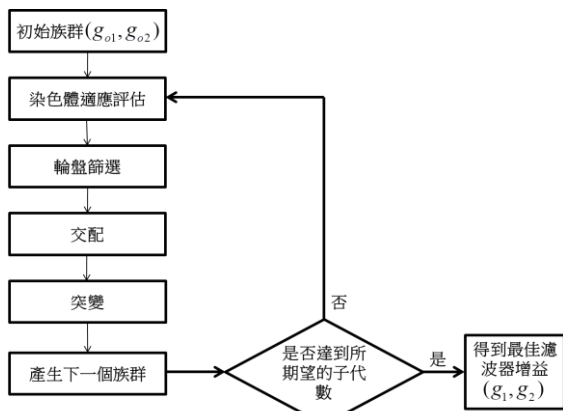 初始族群(g_{o1}, g_{o2})
染色體適應評估
輪盤篩選
交配
突變
產生下一個族群
否
是否達到所
期望的子代
數
是
得到最佳濾
波器增益
(g_1, g_2)